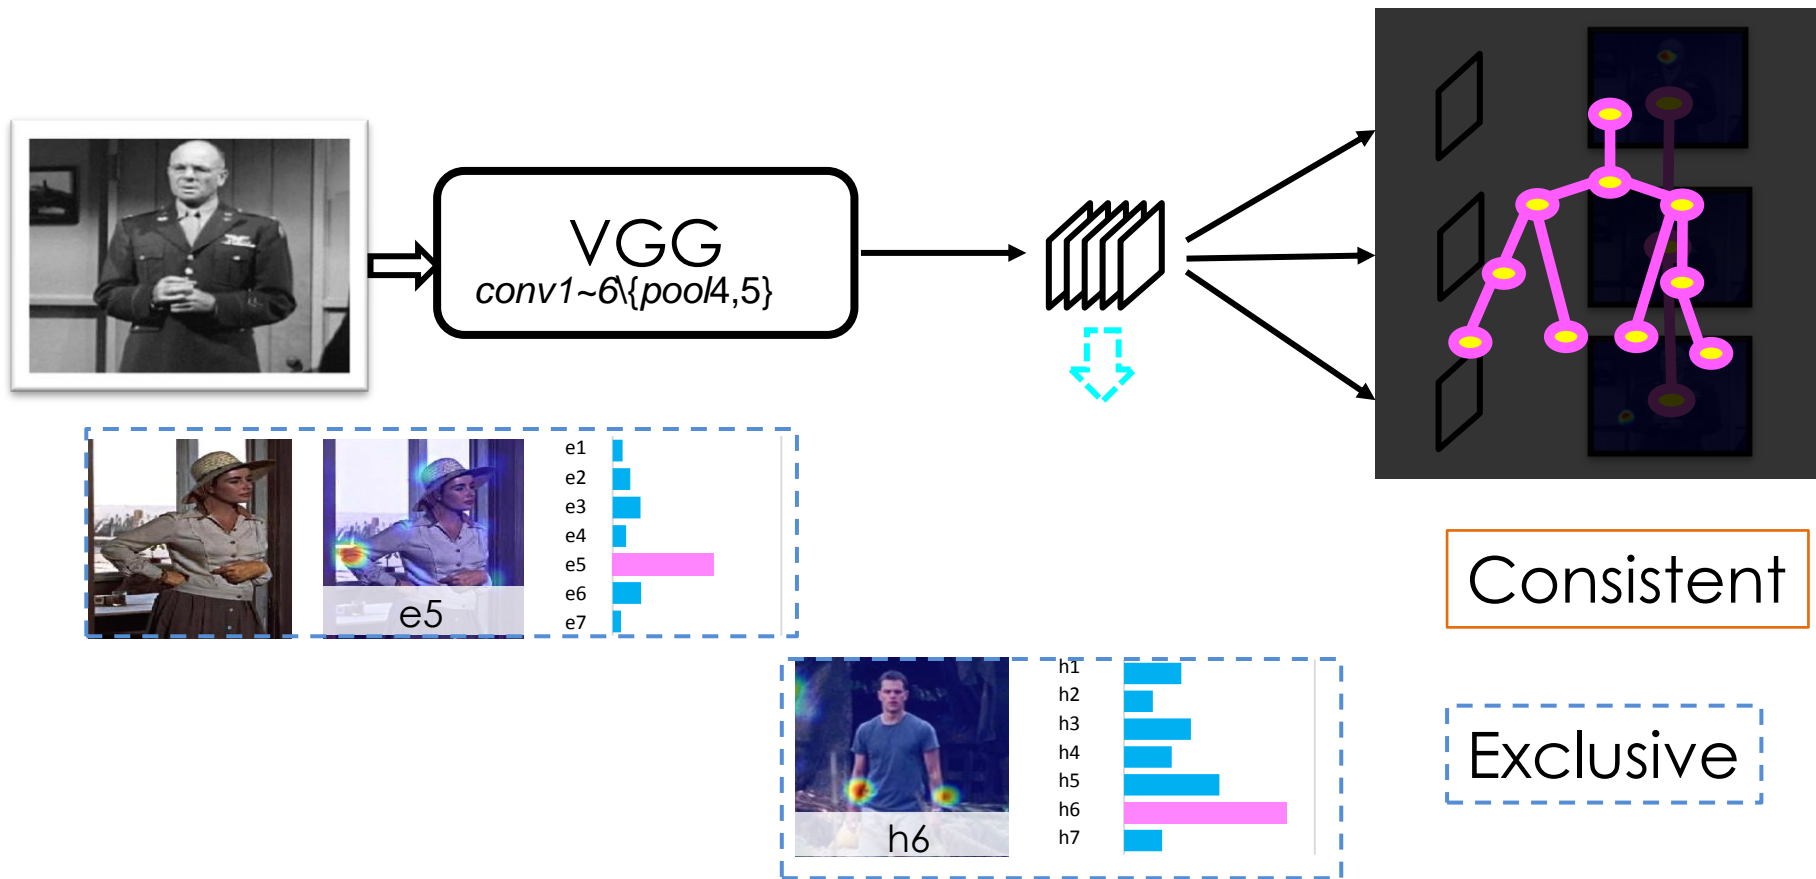 VGG
conv1~6\{pool4,5}
e1
e2
e3
e4
e5
e6
e7
e5
Consistent
h1
h2
h3
h4
h5
h6
h7
h6
Exclusive